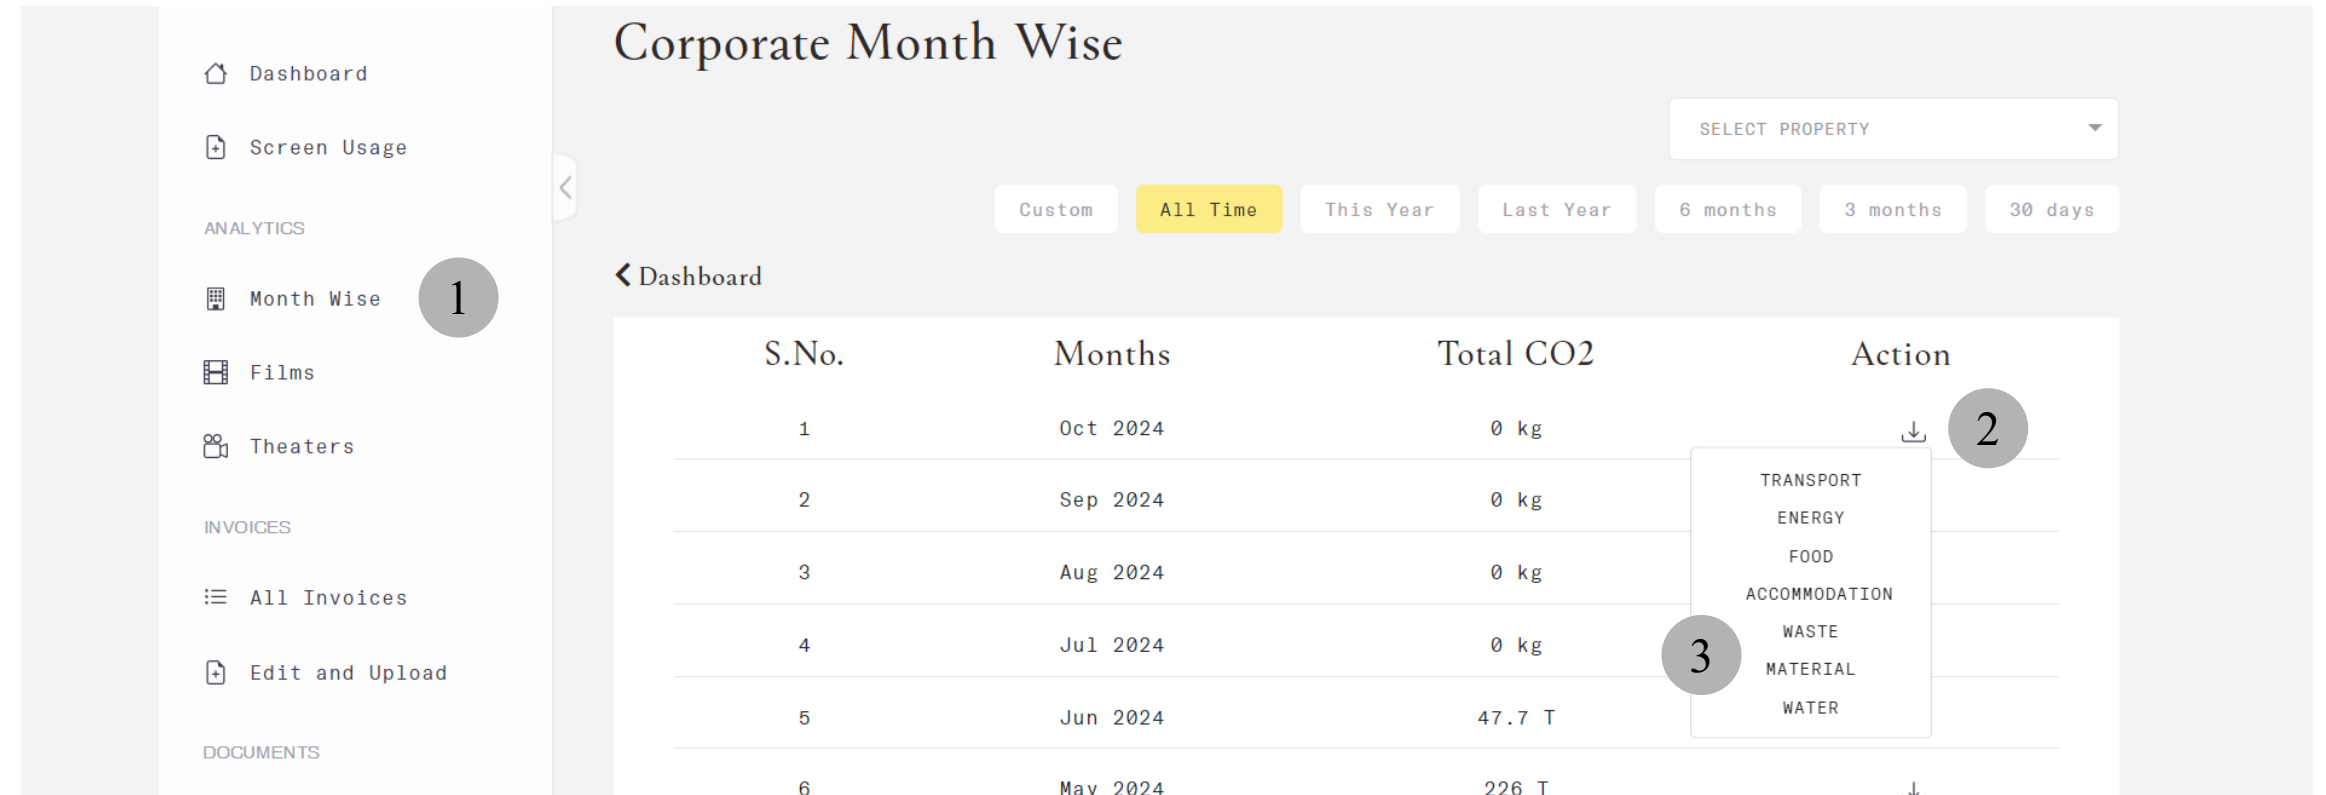 Dashboard
Screen Usage
ANALYTICS
Month Wise
1
Films
Theaters
INVOICES
All Invoices
Edit and Upload
DOCUMENTS
Corporate Month Wise
SELECT PROPERTY
Custom All Time This Year Last Year 6 months 3 months 30 days
Dashboard
S.No. Months Total CO2 Action
1 Oct 2024 0 kg
2
2 Sep 2024 0 kg
3 Aug 2024 0 kg
4 Jul 2024 0 kg
5 Jun 2024 47.7 T
6 May 2024 226 T
TRANSPORT
ENERGY
FOOD
ACCOMMODATION
WASTE
3
MATERIAL
WATER